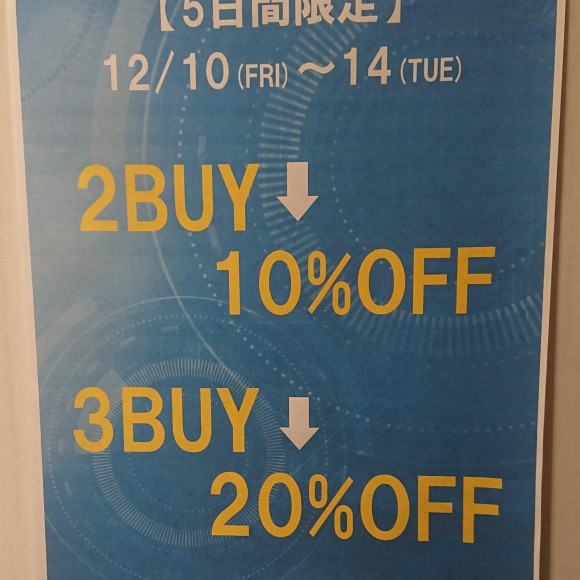 【5日間限定】
12/10(FRI)～14(TUE)
2BUY↓
10%OFF
3BUY↓
20%OFF